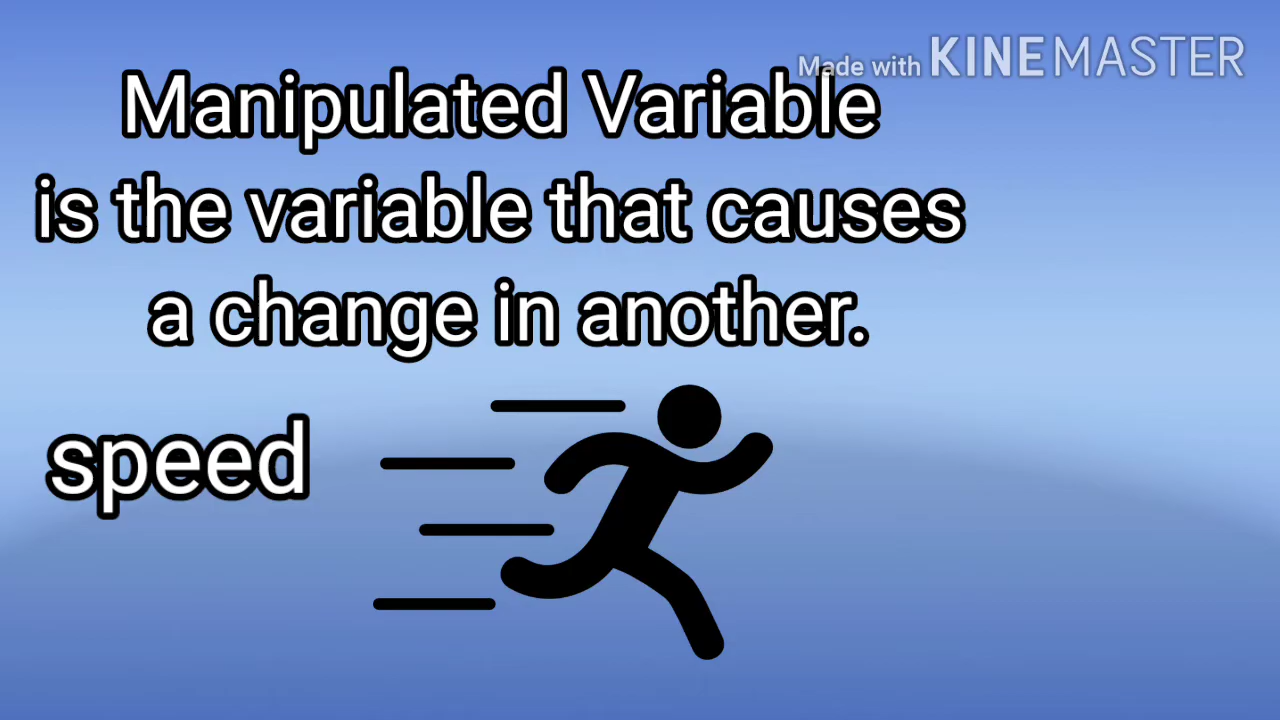 Made with KINEMASTER
Manipulated Variable
is the variable that causes
a change in another.
speed